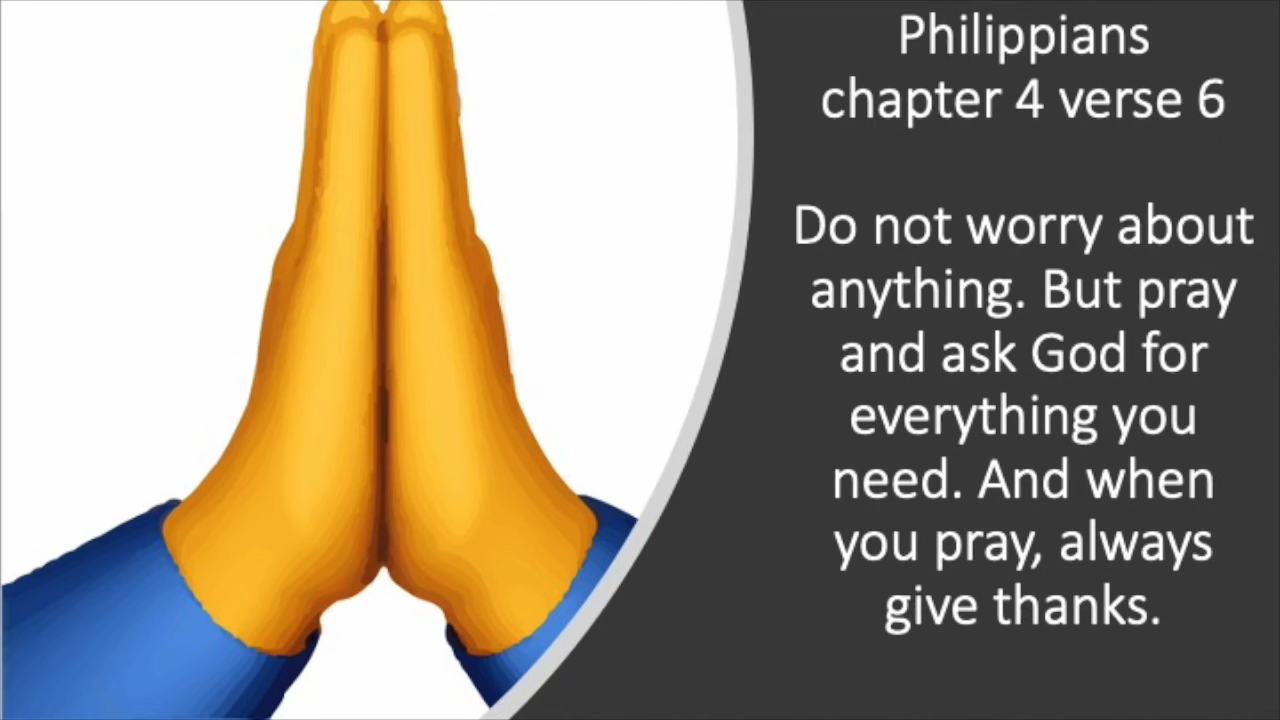 Philippians
chapter 4 verse 6
Do not worry about
anything. But pray
and ask God for
everything you
need. And when
you pray, always
give thanks.